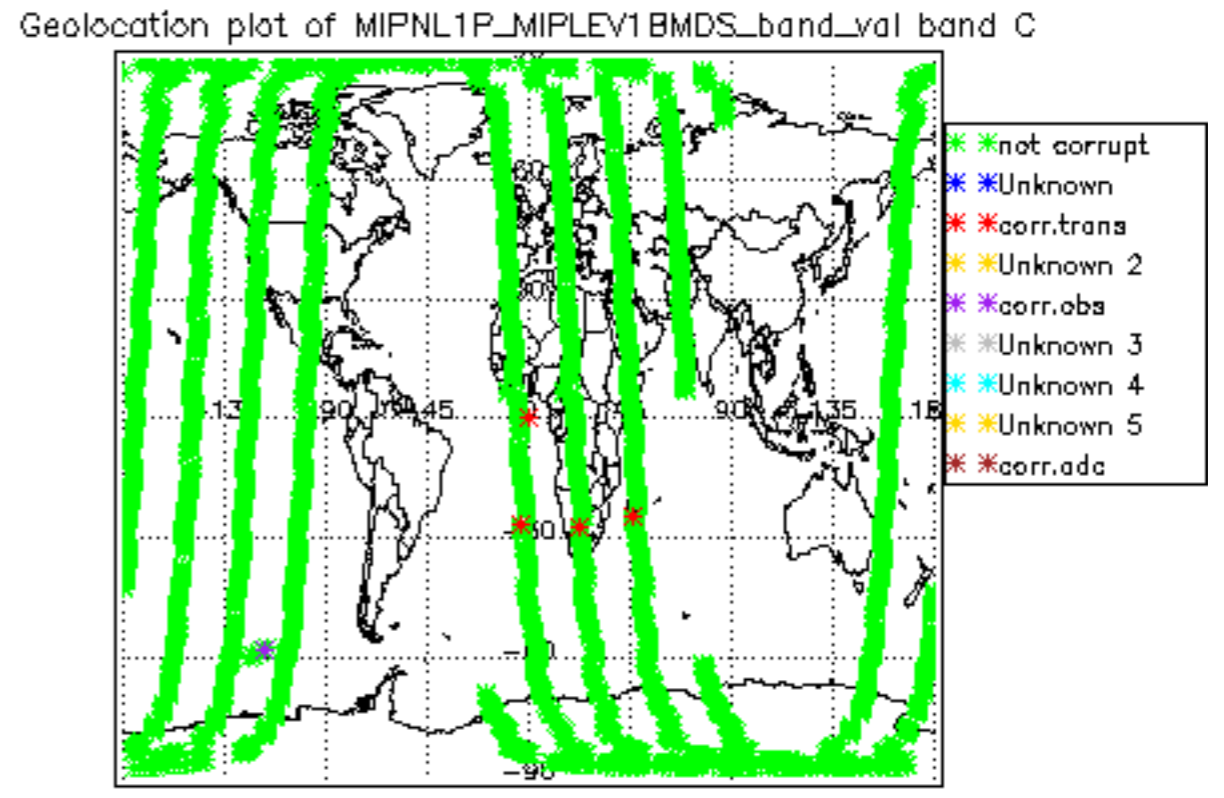 Geolocation plot of MIPNL1P_MIPLEV1BMDS_band_val band C
not corrupt
Unknown
corr.trans
Unknown 2
corr.obs
Unknown 3
Unknown 4
Unknown 5
corr.adc
60
90
45
90
-90